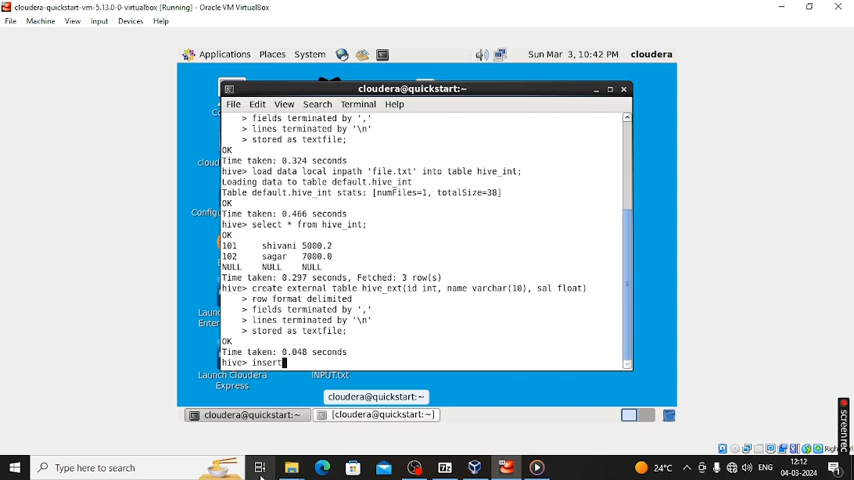 cloudera-quickstart-vm-5.13.0-0-virtualbox [Running] - Oracle VM VirtualBox
File Machine View Input Devices Help
Applications Places System Sun Mar 3, 10:42 PM cloudera
cloudera@quickstart:~
File Edit View Search Terminal Help
> fields terminated by ','
> lines terminated by '\n'
> stored as textfile;
OK
Time taken: 0.324 seconds
hive> load data local inpath 'file.txt' into table hive_int;
Loading data to table default.hive_int
Table default.hive_int stats: [numFiles=1, totalSize=38]
OK
Time taken: 0.466 seconds
hive> select * from hive_int;
OK
101 shivani 5000.2
102 sagar 7000.0
NULL NULL NULL
Time taken: 0.297 seconds, Fetched: 3 row(s)
hive> create external table hive_ext(id int, name varchar(10), sal float)
> row format delimited
> fields terminated by ','
> lines terminated by '\n'
> stored as textfile;
OK
Time taken: 0.048 seconds
hive> insert
Launch Cloudera
Express
INPUT.txt
cloudera@quickstart:~
cloudera@quickstart:~
[cloudera@quickstart:~]
screenrec
Type here to search
24°C
ENG
12:12
04-03-2024